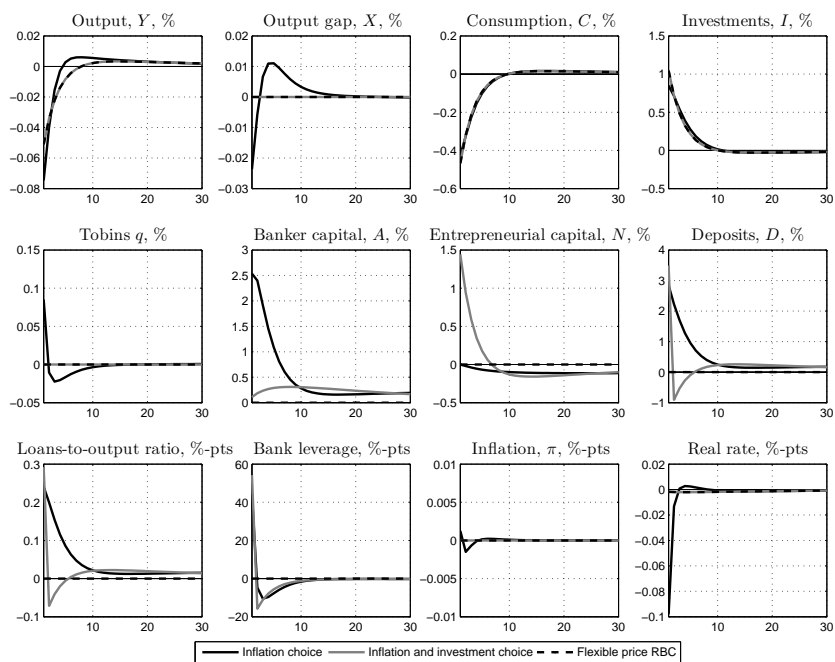 Output, Y, %
Output gap, X, %
Consumption, C, %
Investments, I, %
0.02
0
−0.02
−0.04
−0.06
−0.08
10 20 30
0.02
0.01
0
−0.01
−0.02
−0.03
10 20 30
0.2
0
−0.2
−0.4
−0.6
10 20 30
1.5
1
0.5
0
−0.5
10 20 30
Tobins q, %
Banker capital, A, %
Entrepreneurial capital, N, %
Deposits, D, %
0.15
0.1
0.05
0
−0.05
10 20 30
3
2.5
2
1.5
1
0.5
0
10 20 30
1.5
1
0.5
0
−0.5
10 20 30
4
3
2
1
0
−1
10 20 30
Loans-to-output ratio, %-pts
Bank leverage, %-pts
Inflation, π, %-pts
Real rate, %-pts
0.3
0.2
0.1
0
−0.1
10 20 30
60
40
20
0
−20
10 20 30
0.01
0.005
0
−0.005
−0.01
10 20 30
0.02
0
−0.02
−0.04
−0.06
−0.08
−0.1
10 20 30
Inflation choice
Inflation and investment choice
Flexible price RBC